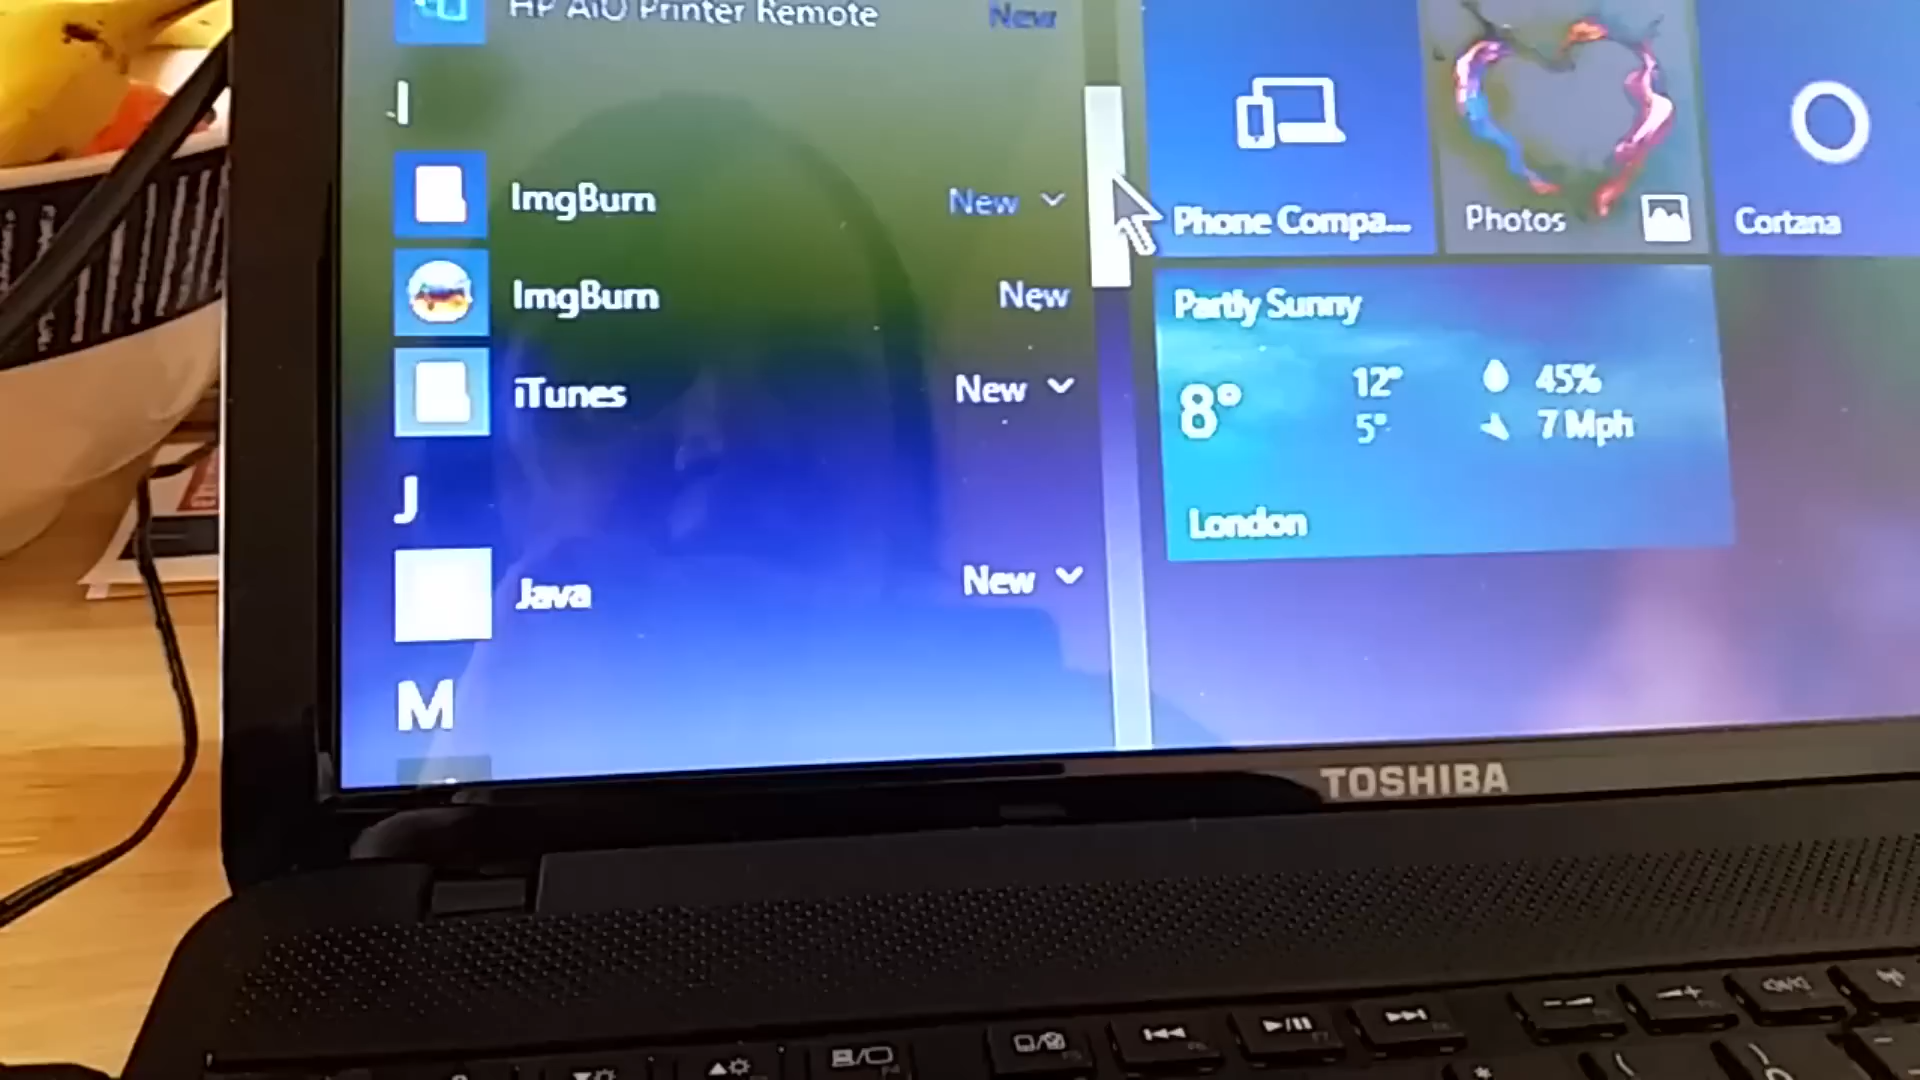 HP AiO Printer Remote New
I
ImgBurn New
ImgBurn New
iTunes New
J
Java New
M
Phone Compa...
Photos
Cortana
Partly Sunny
8° 12° 45%
5° 7 Mph
London
TOSHIBA